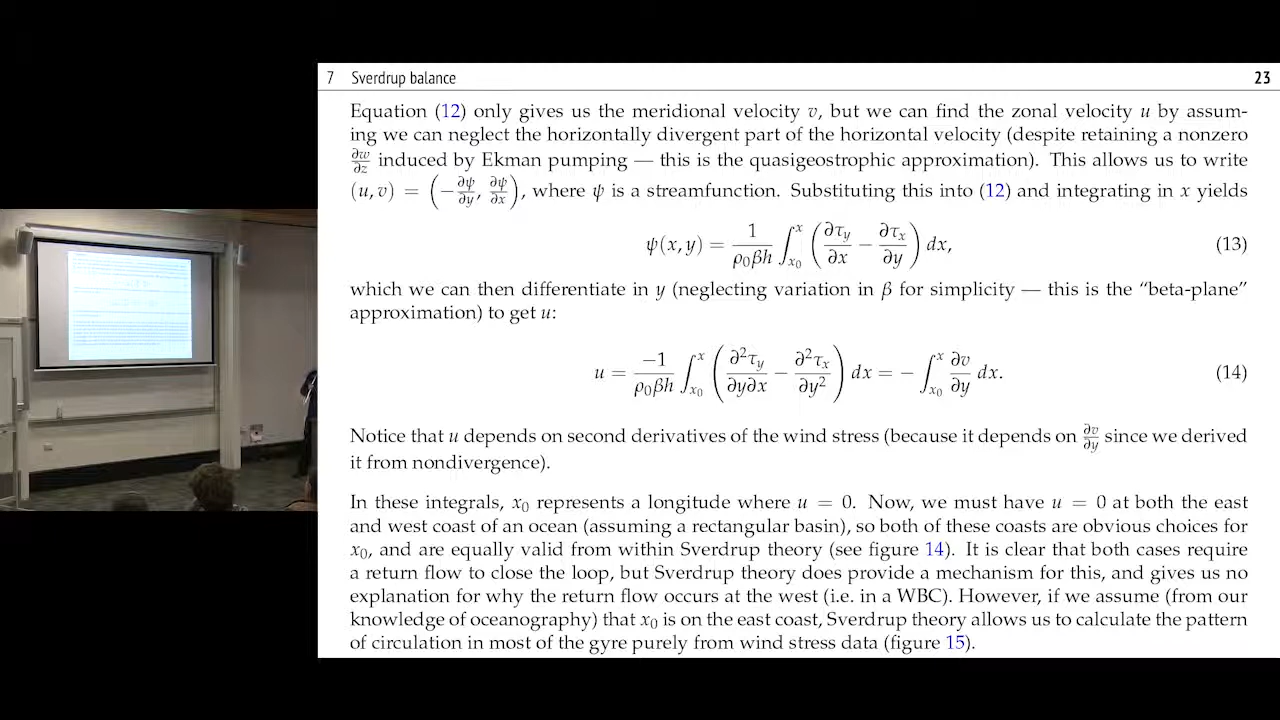 7 Sverdrup balance 23
Equation (12) only gives us the meridional velocity v, but we can find the zonal velocity u by assum-
ing we can neglect the horizontally divergent part of the horizontal velocity (despite retaining a nonzero
∂w/∂z induced by Ekman pumping — this is the quasigeostrophic approximation). This allows us to write
(u, v) = (−∂ψ/∂y, ∂ψ/∂x), where ψ is a streamfunction. Substituting this into (12) and integrating in x yields
ψ(x, y) = 1/(ρ₀βh) ∫_{x₀}^{x} (∂τ_y/∂x − ∂τ_x/∂y) dx, (13)
which we can then differentiate in y (neglecting variation in β for simplicity — this is the “beta-plane”
approximation) to get u:
u = −1/(ρ₀βh) ∫_{x₀}^{x} (∂²τ_y/∂y∂x − ∂²τ_x/∂y²) dx = − ∫_{x₀}^{x} ∂v/∂y dx. (14)
Notice that u depends on second derivatives of the wind stress (because it depends on ∂v/∂y since we derived
it from nondivergence).
In these integrals, x₀ represents a longitude where u = 0. Now, we must have u = 0 at both the east
and west coast of an ocean (assuming a rectangular basin), so both of these coasts are obvious choices for
x₀, and are equally valid from within Sverdrup theory (see figure 14). It is clear that both cases require
a return flow to close the loop, but Sverdrup theory does provide a mechanism for this, and gives us no
explanation for why the return flow occurs at the west (i.e. in a WBC). However, if we assume (from our
knowledge of oceanography) that x₀ is on the east coast, Sverdrup theory allows us to calculate the pattern
of circulation in most of the gyre purely from wind stress data (figure 15).